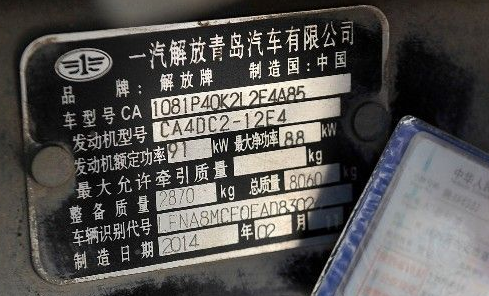 一汽解放青岛汽车有限公司
品 牌：解放牌 制造国：中国
车型号CA 1081P40K2L2E4A85
发动机型号 CA4DC2-12E4
发动机额定功率 91 kW 最大净功率 88 kW
最大允许牵引质量 kg
整备质量 2870 kg 总质量 8060 kg
车辆识别代号
制造日期 2014 年 02 月